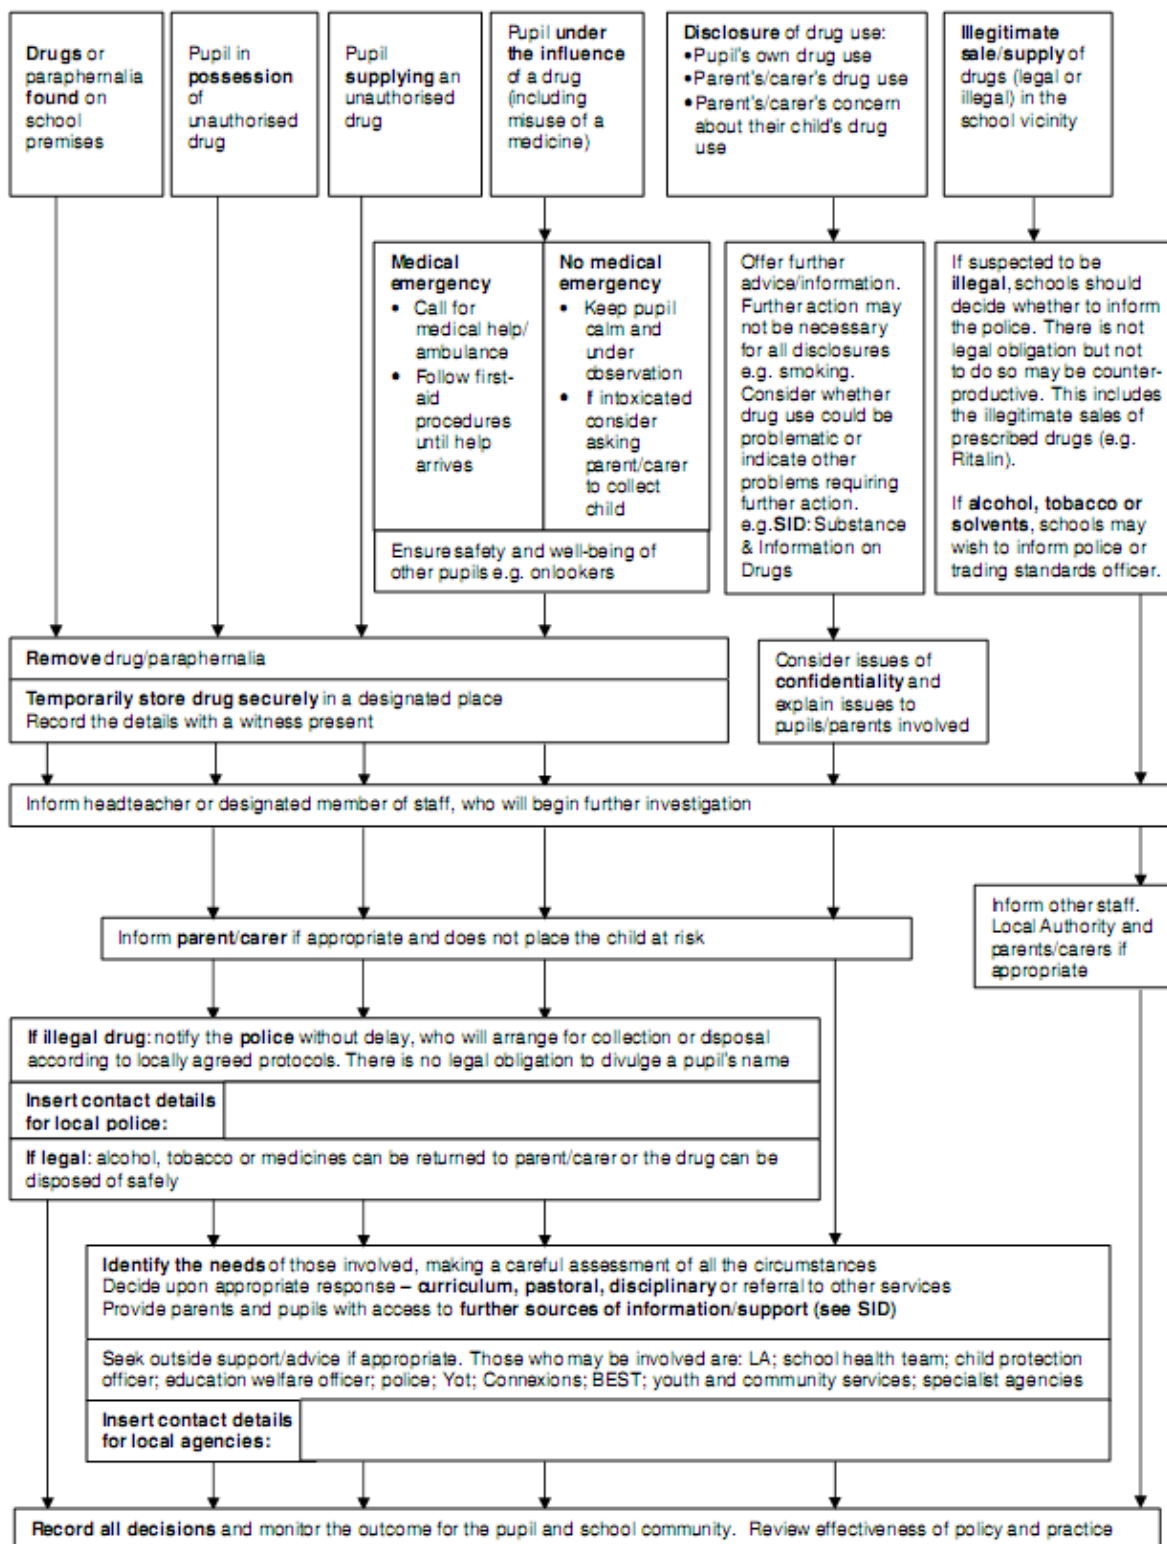 Drugs or
paraphernalia
found on
school
premises
Pupil in
possession
of
unauthorised
drug
Pupil
supplying an
unauthorised
drug
Pupil under
the influence
of a drug
(including
misuse of a
medicine)
Disclosure of drug use:
•Pupil's own drug use
•Parent's/carer's drug use
•Parent's/carer's concern
about their child's drug
use
Illegitimate
sale/supply of
drugs (legal or
illegal) in the
school vicinity
Medical
emergency
• Call for
medical help/
ambulance
• Follow first-
aid
procedures
until help
arrives
No medical
emergency
• Keep pupil
calm and
under
observation
• If intoxicated
consider
asking
parent/carer
to collect
child
Ensure safety and well-being of
other pupils e.g. onlookers
Offer further
advice/information.
Further action may
not be necessary
for all disclosures
e.g. smoking.
Consider whether
drug use could be
problematic or
indicate other
problems requiring
further action.
e.g.SID: Substance
& Information on
Drugs
If suspected to be
illegal, schools should
decide whether to inform
the police. There is not
legal obligation but not
to do so may be counter-
productive. This includes
the illegitimate sales of
prescribed drugs (e.g.
Ritalin).
If alcohol, tobacco or
solvents, schools may
wish to inform police or
trading standards officer.
Remove drug/paraphernalia
Temporarily store drug securely in a designated place
Record the details with a witness present
Consider issues of
confidentiality and
explain issues to
pupils/parents involved
Inform headteacher or designated member of staff, who will begin further investigation
Inform parent/carer if appropriate and does not place the child at risk
Inform other staff.
Local Authority and
parents/carers if
appropriate
If illegal drug: notify the police without delay, who will arrange for collection or disposal
according to locally agreed protocols. There is no legal obligation to divulge a pupil's name
Insert contact details
for local police:
If legal: alcohol, tobacco or medicines can be returned to parent/carer or the drug can be
disposed of safely
Identify the needs of those involved, making a careful assessment of all the circumstances
Decide upon appropriate response – curriculum, pastoral, disciplinary or referral to other services
Provide parents and pupils with access to further sources of information/support (see SID)
Seek outside support/advice if appropriate. Those who may be involved are: LA; school health team; child protection
officer; education welfare officer; police; Yot; Connexions; BEST; youth and community services; specialist agencies
Insert contact details
for local agencies:
Record all decisions and monitor the outcome for the pupil and school community. Review effectiveness of policy and practice